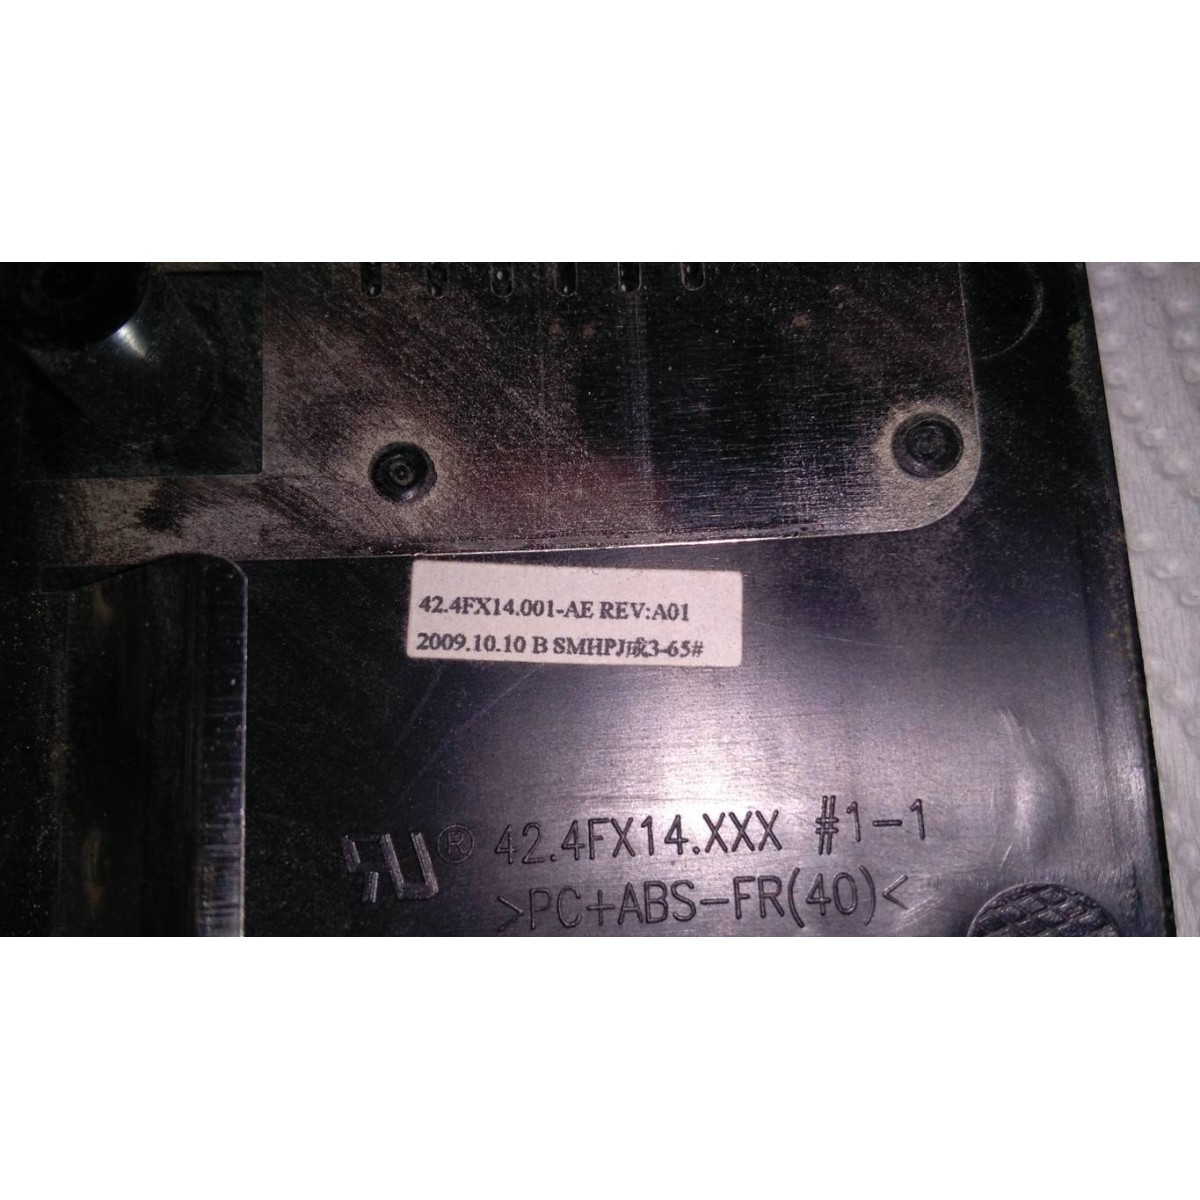 42.4FX14.001-AE REV:A01
2009.10.10 B SMHPJ成3-65#
® 42.4FX14.XXX #1-1
>PC+ABS-FR(40)<